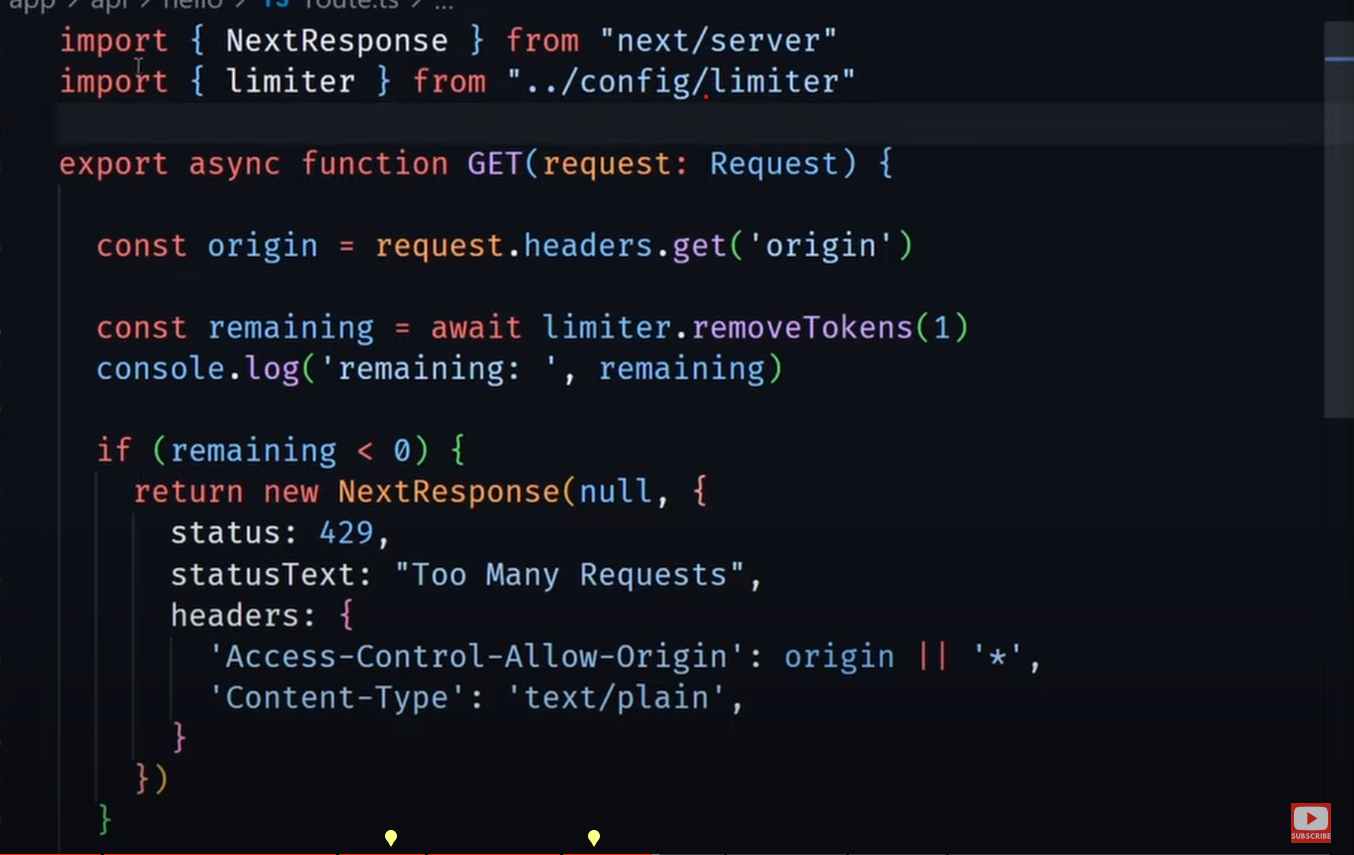 app > api > hello > TS route.ts > ...
import { NextResponse } from "next/server"
import { limiter } from "../config/limiter"
export async function GET(request: Request) {
const origin = request.headers.get('origin')
const remaining = await limiter.removeTokens(1)
console.log('remaining: ', remaining)
if (remaining < 0) {
return new NextResponse(null, {
status: 429,
statusText: "Too Many Requests",
headers: {
'Access-Control-Allow-Origin': origin || '*',
'Content-Type': 'text/plain',
}
})
}
SUBSCRIBE